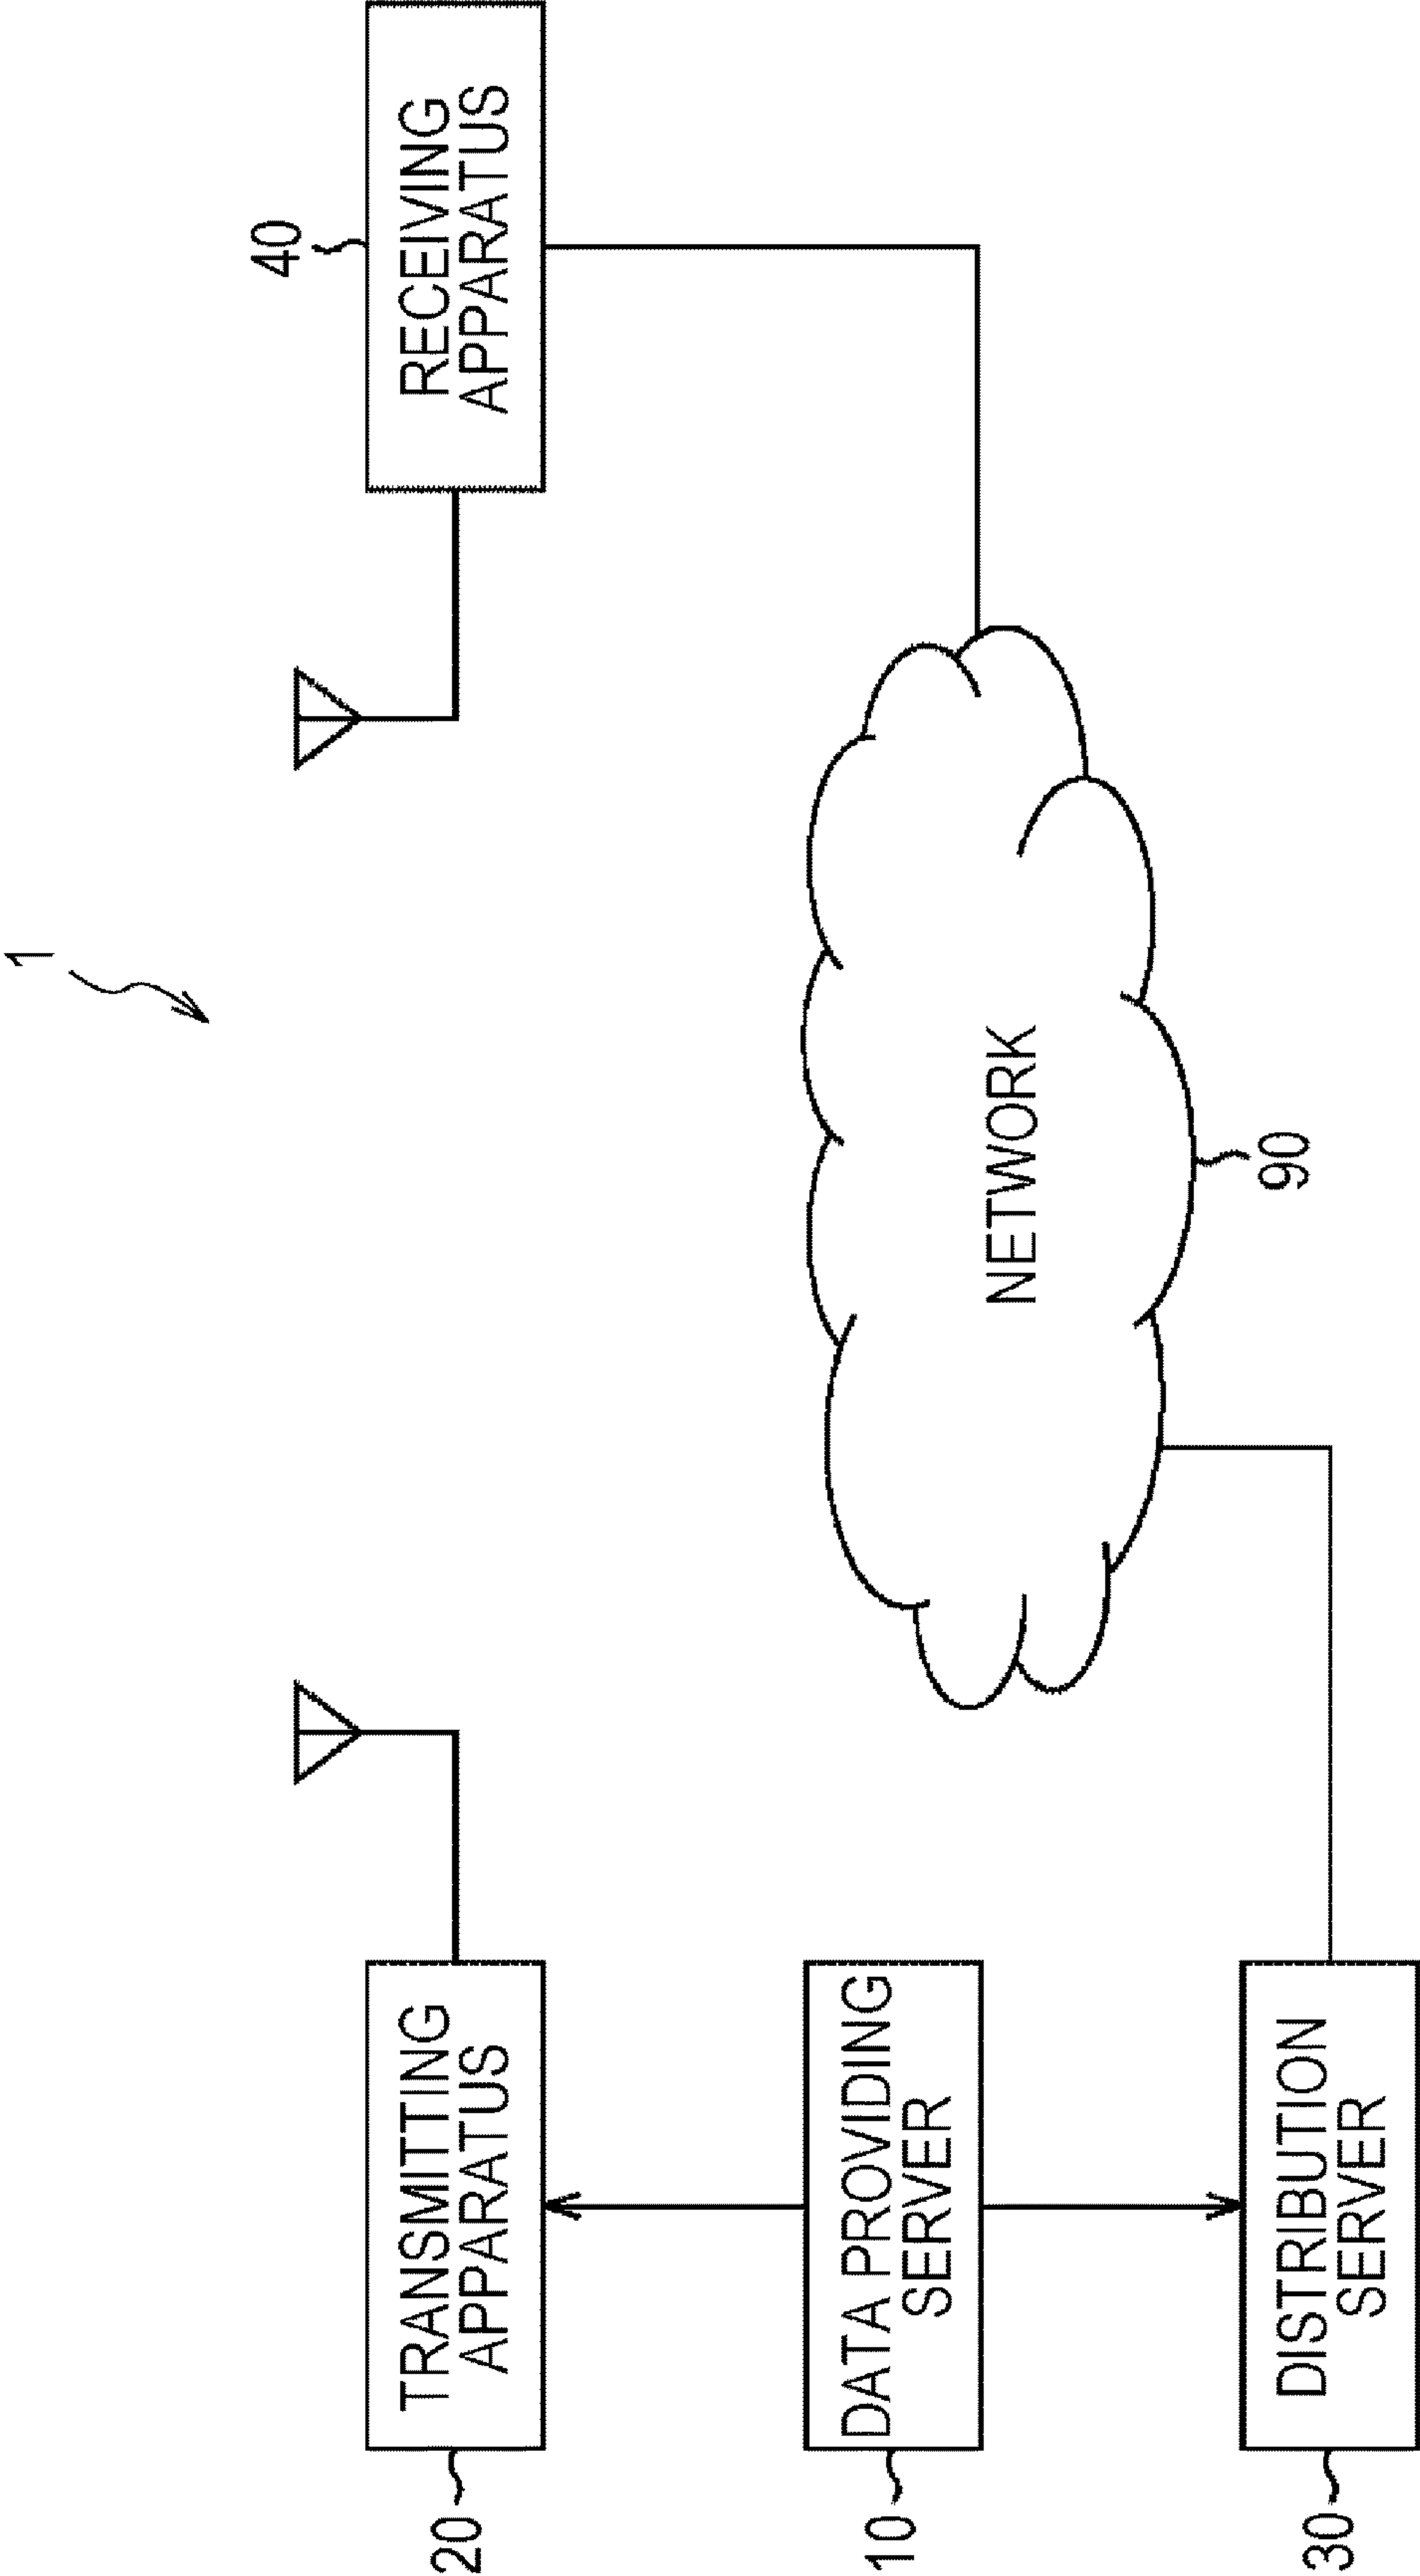 1
20
TRANSMITTING
APPARATUS
40
RECEIVING
APPARATUS
10
DATA PROVIDING
SERVER
NETWORK
90
30
DISTRIBUTION
SERVER